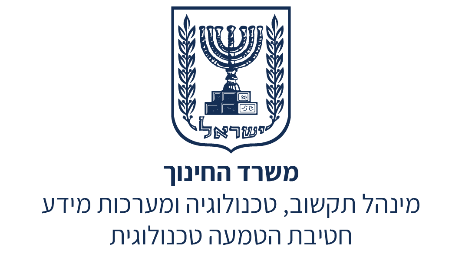 ישראל
משרד החינוך
מינהל תקשוב, טכנולוגיה ומערכות מידע
חטיבת הטמעה טכנולוגית